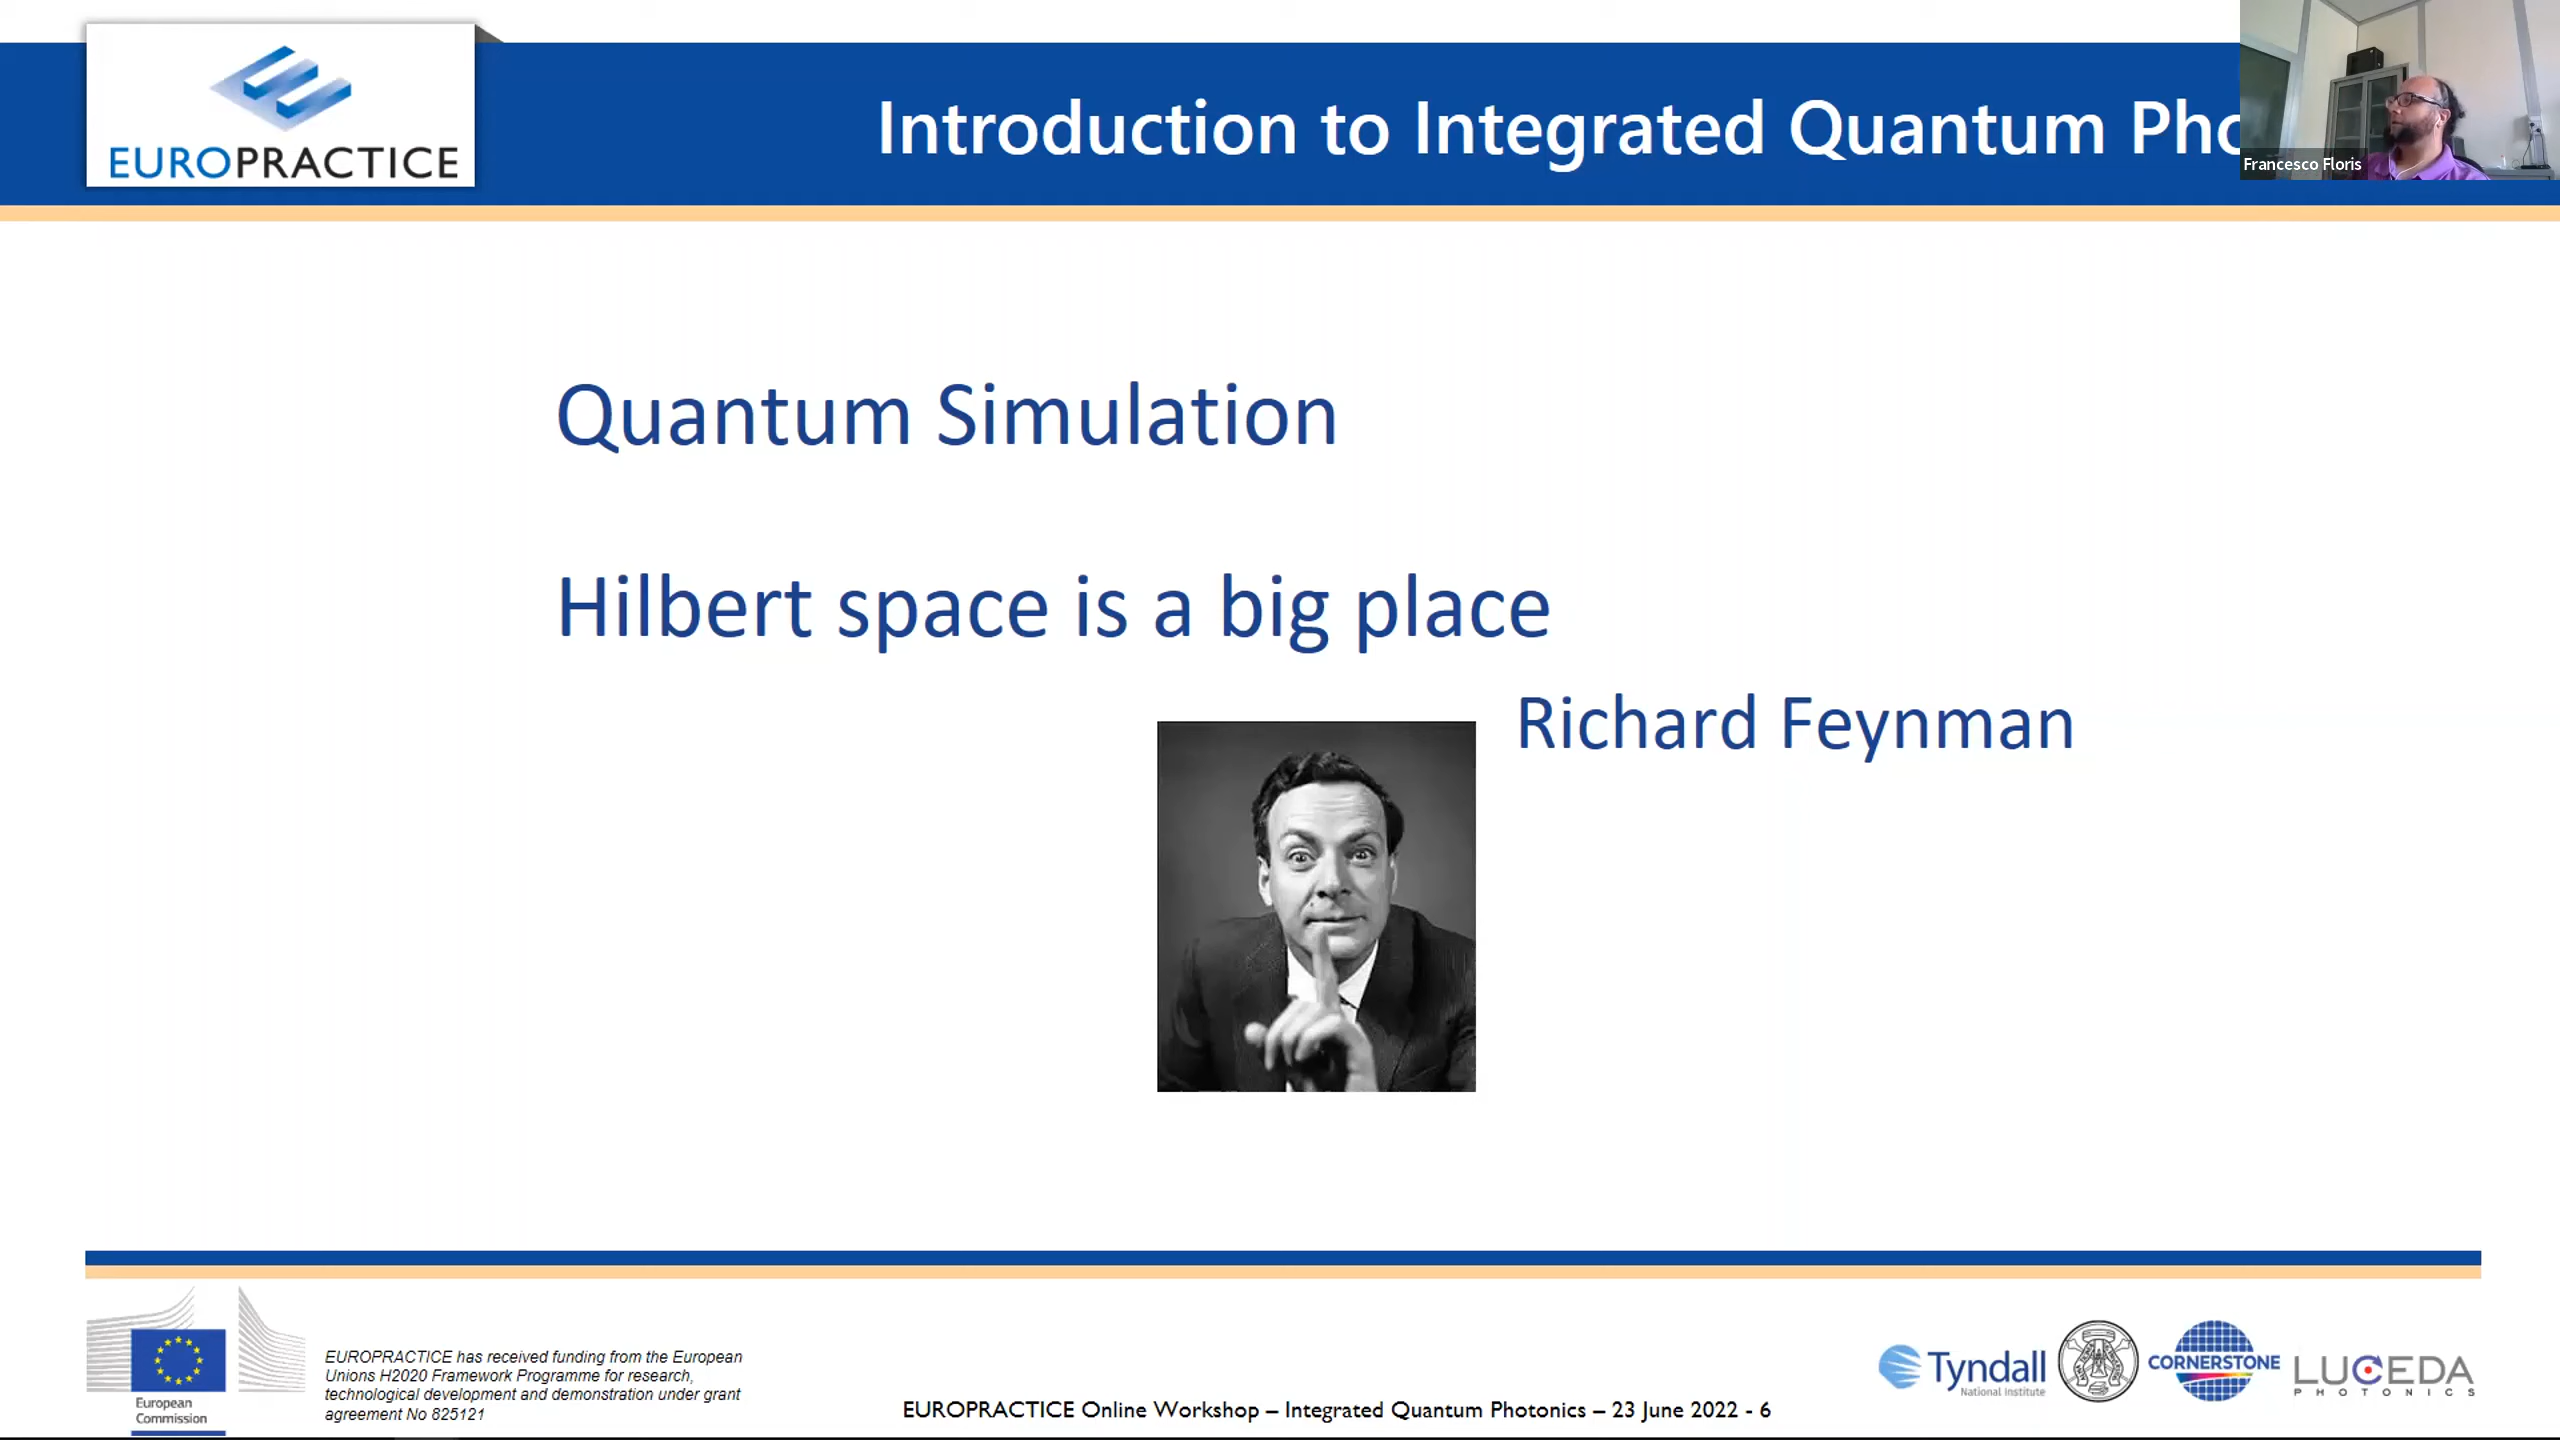 EUROPRACTICE
Introduction to Integrated Quantum Pho
Francesco Floris
Quantum Simulation
Hilbert space is a big place
Richard Feynman
European
Commission
EUROPRACTICE has received funding from the European
Unions H2020 Framework Programme for research,
technological development and demonstration under grant
agreement No 825121
EUROPRACTICE Online Workshop – Integrated Quantum Photonics – 23 June 2022 - 6
Tyndall
National Institute
CORNERSTONE
LUCEDA
PHOTONICS